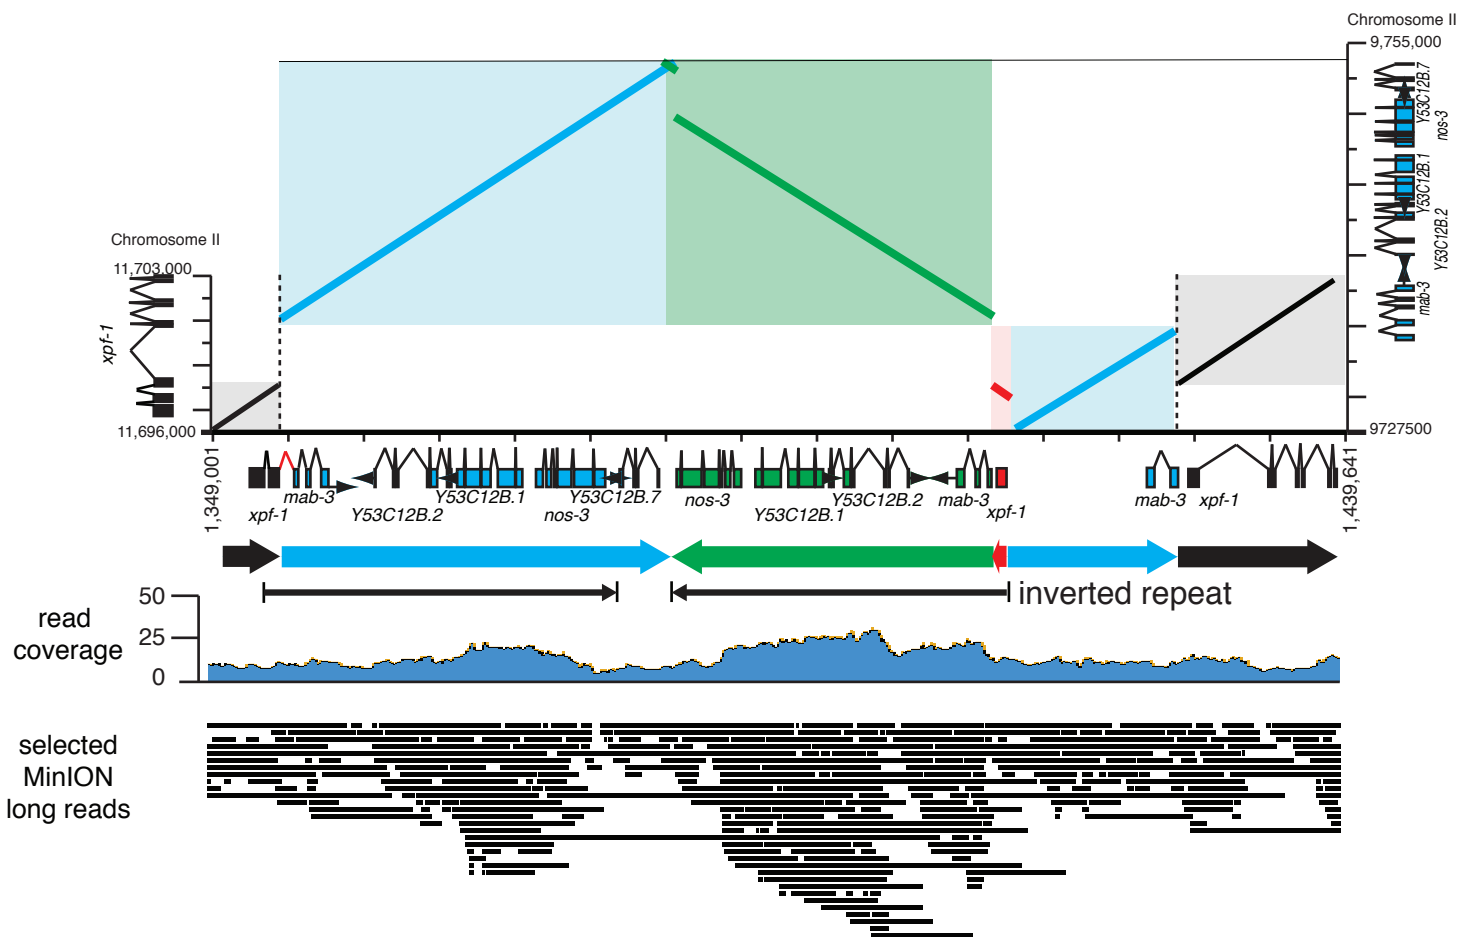 Chromosome II
9,755,000
Y53C12B.7
nos-3
Y53C12B.1
Y53C12B.2
mab-3
9727500
Chromosome II
11,703,000
xpf-1
11,696,000
1,349,001
1,439,641
xpf-1
mab-3
Y53C12B.2
Y53C12B.1
nos-3
Y53C12B.7
nos-3
Y53C12B.1
Y53C12B.2
mab-3
xpf-1
mab-3
xpf-1
inverted repeat
read
coverage
50
25
0
selected
MinION
long reads